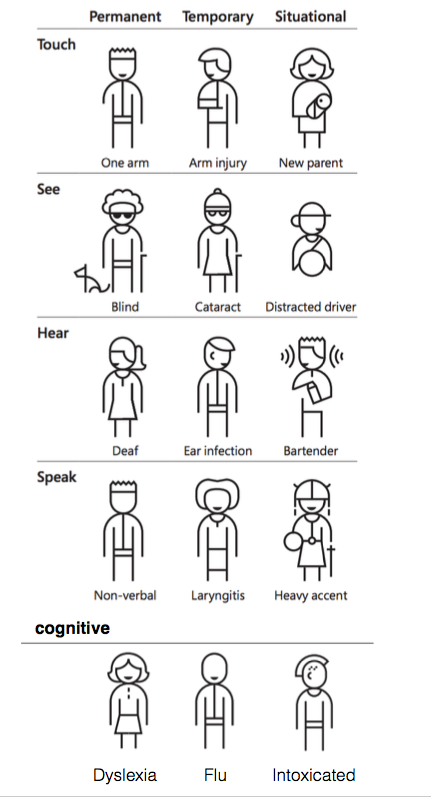 Permanent Temporary Situational
Touch
One arm Arm injury New parent
See
Blind Cataract Distracted driver
Hear
Deaf Ear infection Bartender
Speak
Non-verbal Laryngitis Heavy accent
cognitive
Dyslexia Flu Intoxicated